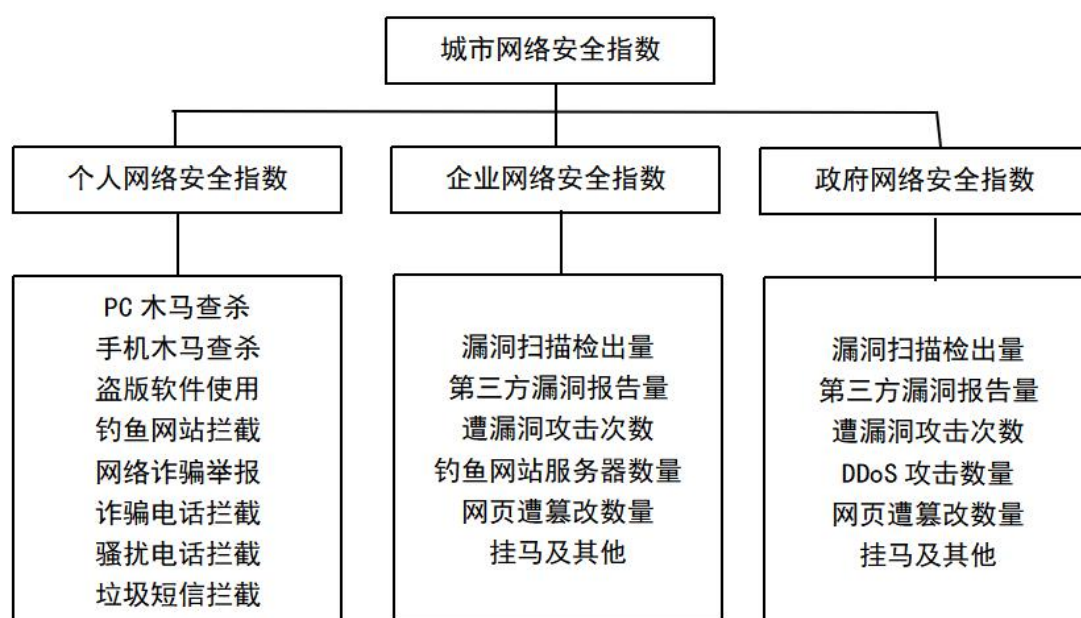 城市网络安全指数
个人网络安全指数
企业网络安全指数
政府网络安全指数
PC 木马查杀
手机木马查杀
盗版软件使用
钓鱼网站拦截
网络诈骗举报
诈骗电话拦截
骚扰电话拦截
垃圾短信拦截
漏洞扫描检出量
第三方漏洞报告量
遭漏洞攻击次数
钓鱼网站服务器数量
网页遭篡改数量
挂马及其他
漏洞扫描检出量
第三方漏洞报告量
遭漏洞攻击次数
DDoS 攻击数量
网页遭篡改数量
挂马及其他